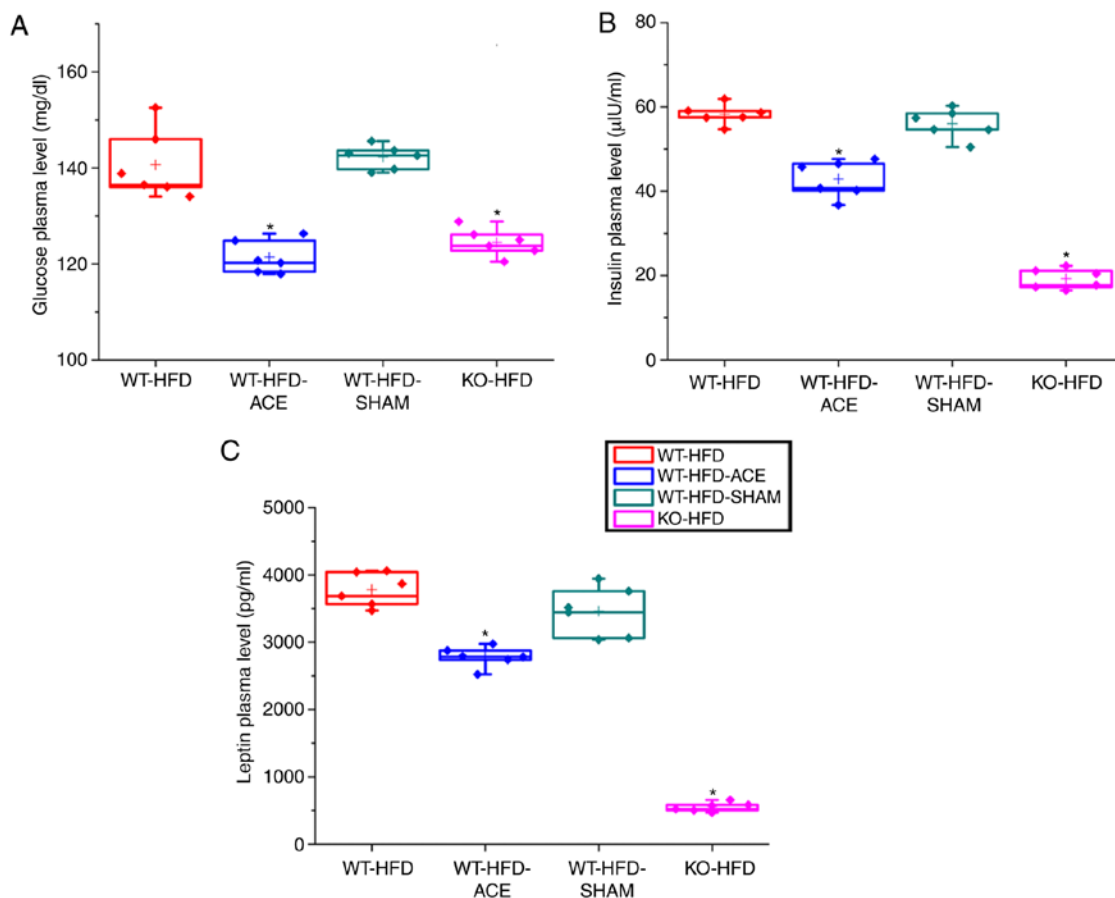 A
Glucose plasma level (mg/dl)
160
140
120
100
*
*
WT-HFD
WT-HFD-
ACE
WT-HFD-
SHAM
KO-HFD
B
Insulin plasma level (µIU/ml)
80
60
40
20
0
*
*
WT-HFD
WT-HFD-
ACE
WT-HFD-
SHAM
KO-HFD
C
WT-HFD
WT-HFD-ACE
WT-HFD-SHAM
KO-HFD
Leptin plasma level (pg/ml)
5000
4000
3000
2000
1000
0
*
*
WT-HFD
WT-HFD-
ACE
WT-HFD-
SHAM
KO-HFD